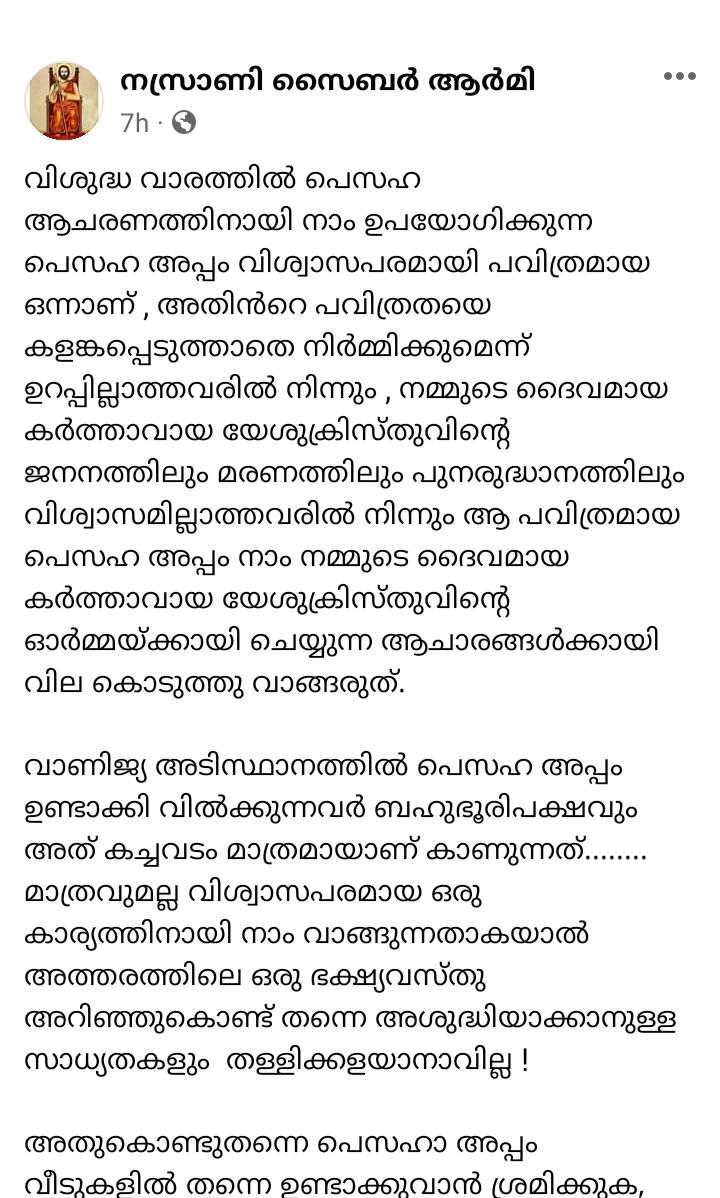 നസ്രാണി സൈബർ ആർമി
7h ·
വിശുദ്ധ വാരത്തിൽ പെസഹ
ആചരണത്തിനായി നാം ഉപയോഗിക്കുന്ന
പെസഹ അപ്പം വിശ്വാസപരമായി പവിത്രമായ
ഒന്നാണ് , അതിൻറെ പവിത്രതയെ
കളങ്കപ്പെടുത്താതെ നിർമ്മിക്കുമെന്ന്
ഉറപ്പില്ലാത്തവരിൽ നിന്നും , നമ്മുടെ ദൈവമായ
കർത്താവായ യേശുക്രിസ്തുവിന്റെ
ജനനത്തിലും മരണത്തിലും പുനരുദ്ധാനത്തിലും
വിശ്വാസമില്ലാത്തവരിൽ നിന്നും ആ പവിത്രമായ
പെസഹ അപ്പം നാം നമ്മുടെ ദൈവമായ
കർത്താവായ യേശുക്രിസ്തുവിന്റെ
ഓർമ്മയ്ക്കായി ചെയ്യുന്ന ആചാരങ്ങൾക്കായി
വില കൊടുത്തു വാങ്ങരുത്.
വാണിജ്യ അടിസ്ഥാനത്തിൽ പെസഹ അപ്പം
ഉണ്ടാക്കി വിൽക്കുന്നവർ ബഹുഭൂരിപക്ഷവും
അത് കച്ചവടം മാത്രമായാണ് കാണുന്നത്........
മാത്രവുമല്ല വിശ്വാസപരമായ ഒരു
കാര്യത്തിനായി നാം വാങ്ങുന്നതാകയാൽ
അത്തരത്തിലെ ഒരു ഭക്ഷ്യവസ്തു
അറിഞ്ഞുകൊണ്ട് തന്നെ അശുദ്ധിയാക്കാനുള്ള
സാധ്യതകളും തള്ളിക്കളയാനാവില്ല !
അതുകൊണ്ടുതന്നെ പെസഹാ അപ്പം
വീടുകളിൽ തന്നെ ഉണ്ടാക്കുവാൻ ശ്രമിക്കുക,